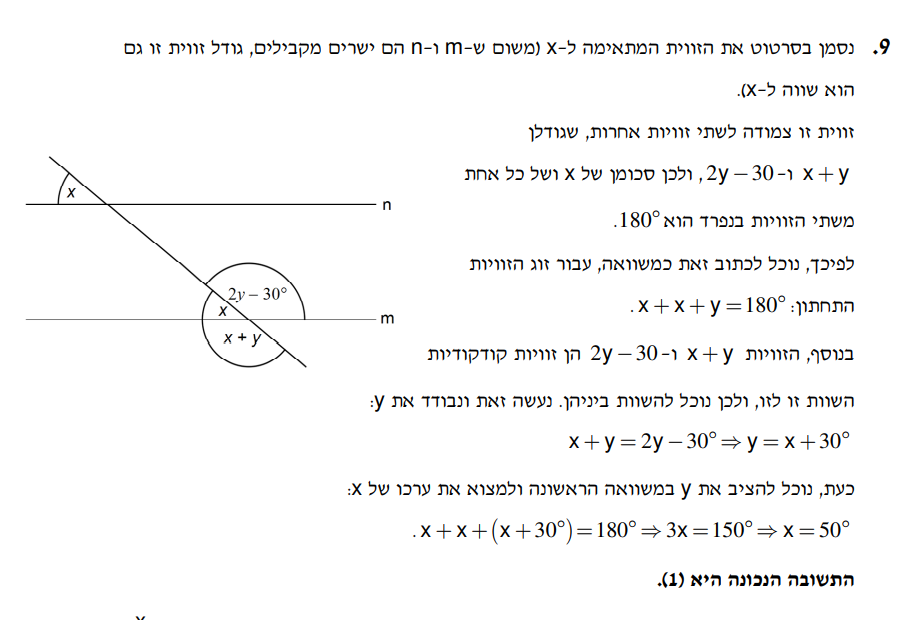 9. נסמן בסרטוט את הזווית המתאימה ל-x (משום ש-m ו-n הם ישרים מקבילים, גודל זווית זו גם
הוא שווה ל-x).
זווית זו צמודה לשתי זוויות אחרות, שגודלן
x + y ו- 2y − 30, ולכן סכומן של x ושל כל אחת
משתי הזוויות בנפרד הוא 180°.
לפיכך, נוכל לכתוב זאת כמשוואה, עבור זוג הזוויות
התחתון: x + x + y = 180°.
בנוסף, הזוויות x + y ו- 2y − 30 הן זוויות קודקודיות
השוות זו לזו, ולכן נוכל להשוות ביניהן. נעשה זאת ונבודד את y:
x + y = 2y − 30° ⇒ y = x + 30°
כעת, נוכל להציב את y במשוואה הראשונה ולמצוא את ערכו של x:
x + x + (x + 30°) = 180° ⇒ 3x = 150° ⇒ x = 50°.
התשובה הנכונה היא (1).
x
n
2y − 30°
x
m
x + y